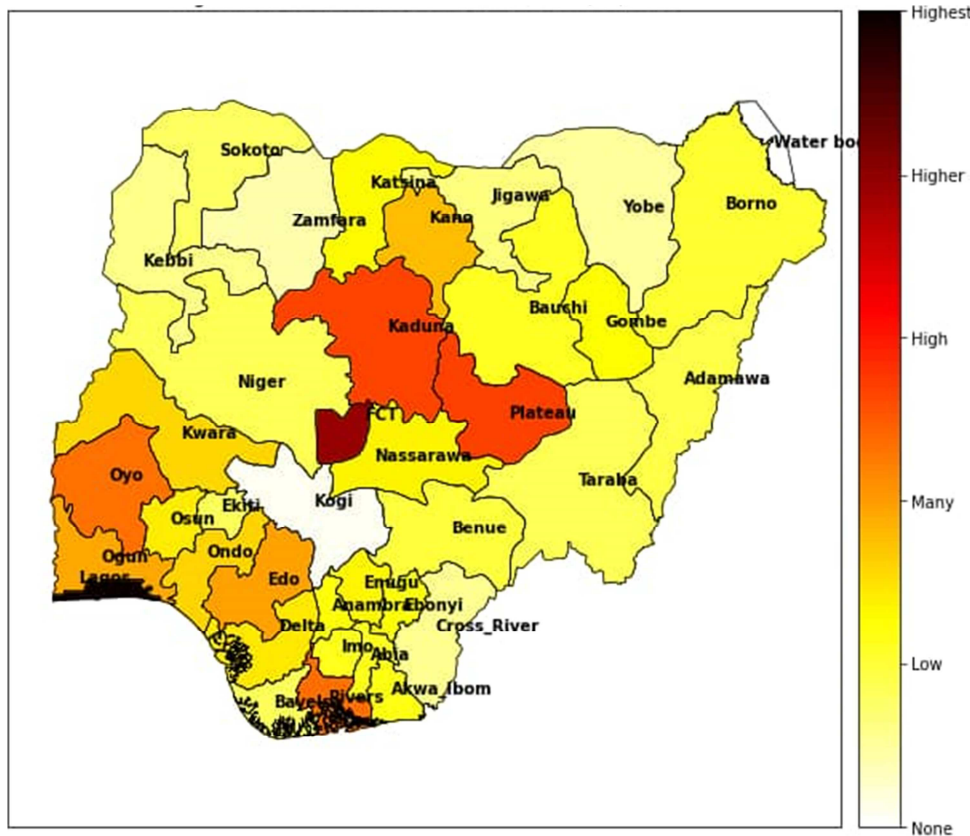 Highest
Water bo
Sokoto
Katsina
Higher
Jigawa
Borno
Yobe
Zamfara
Kano
Kebbi
Bauchi
Gombe
Kaduna
High
Niger
Adamawa
FCT
Plateau
Kwara
Nassarawa
Oyo
Taraba
Kogi
Ekiti
Many
Osun
Benue
Ondo
Ogun
Lagos
Edo
Enugu
Anambra
Ebonyi
Delta
Cross_River
Imo
Abia
Low
Akwa_Ibom
Rivers
Bayelsa
None